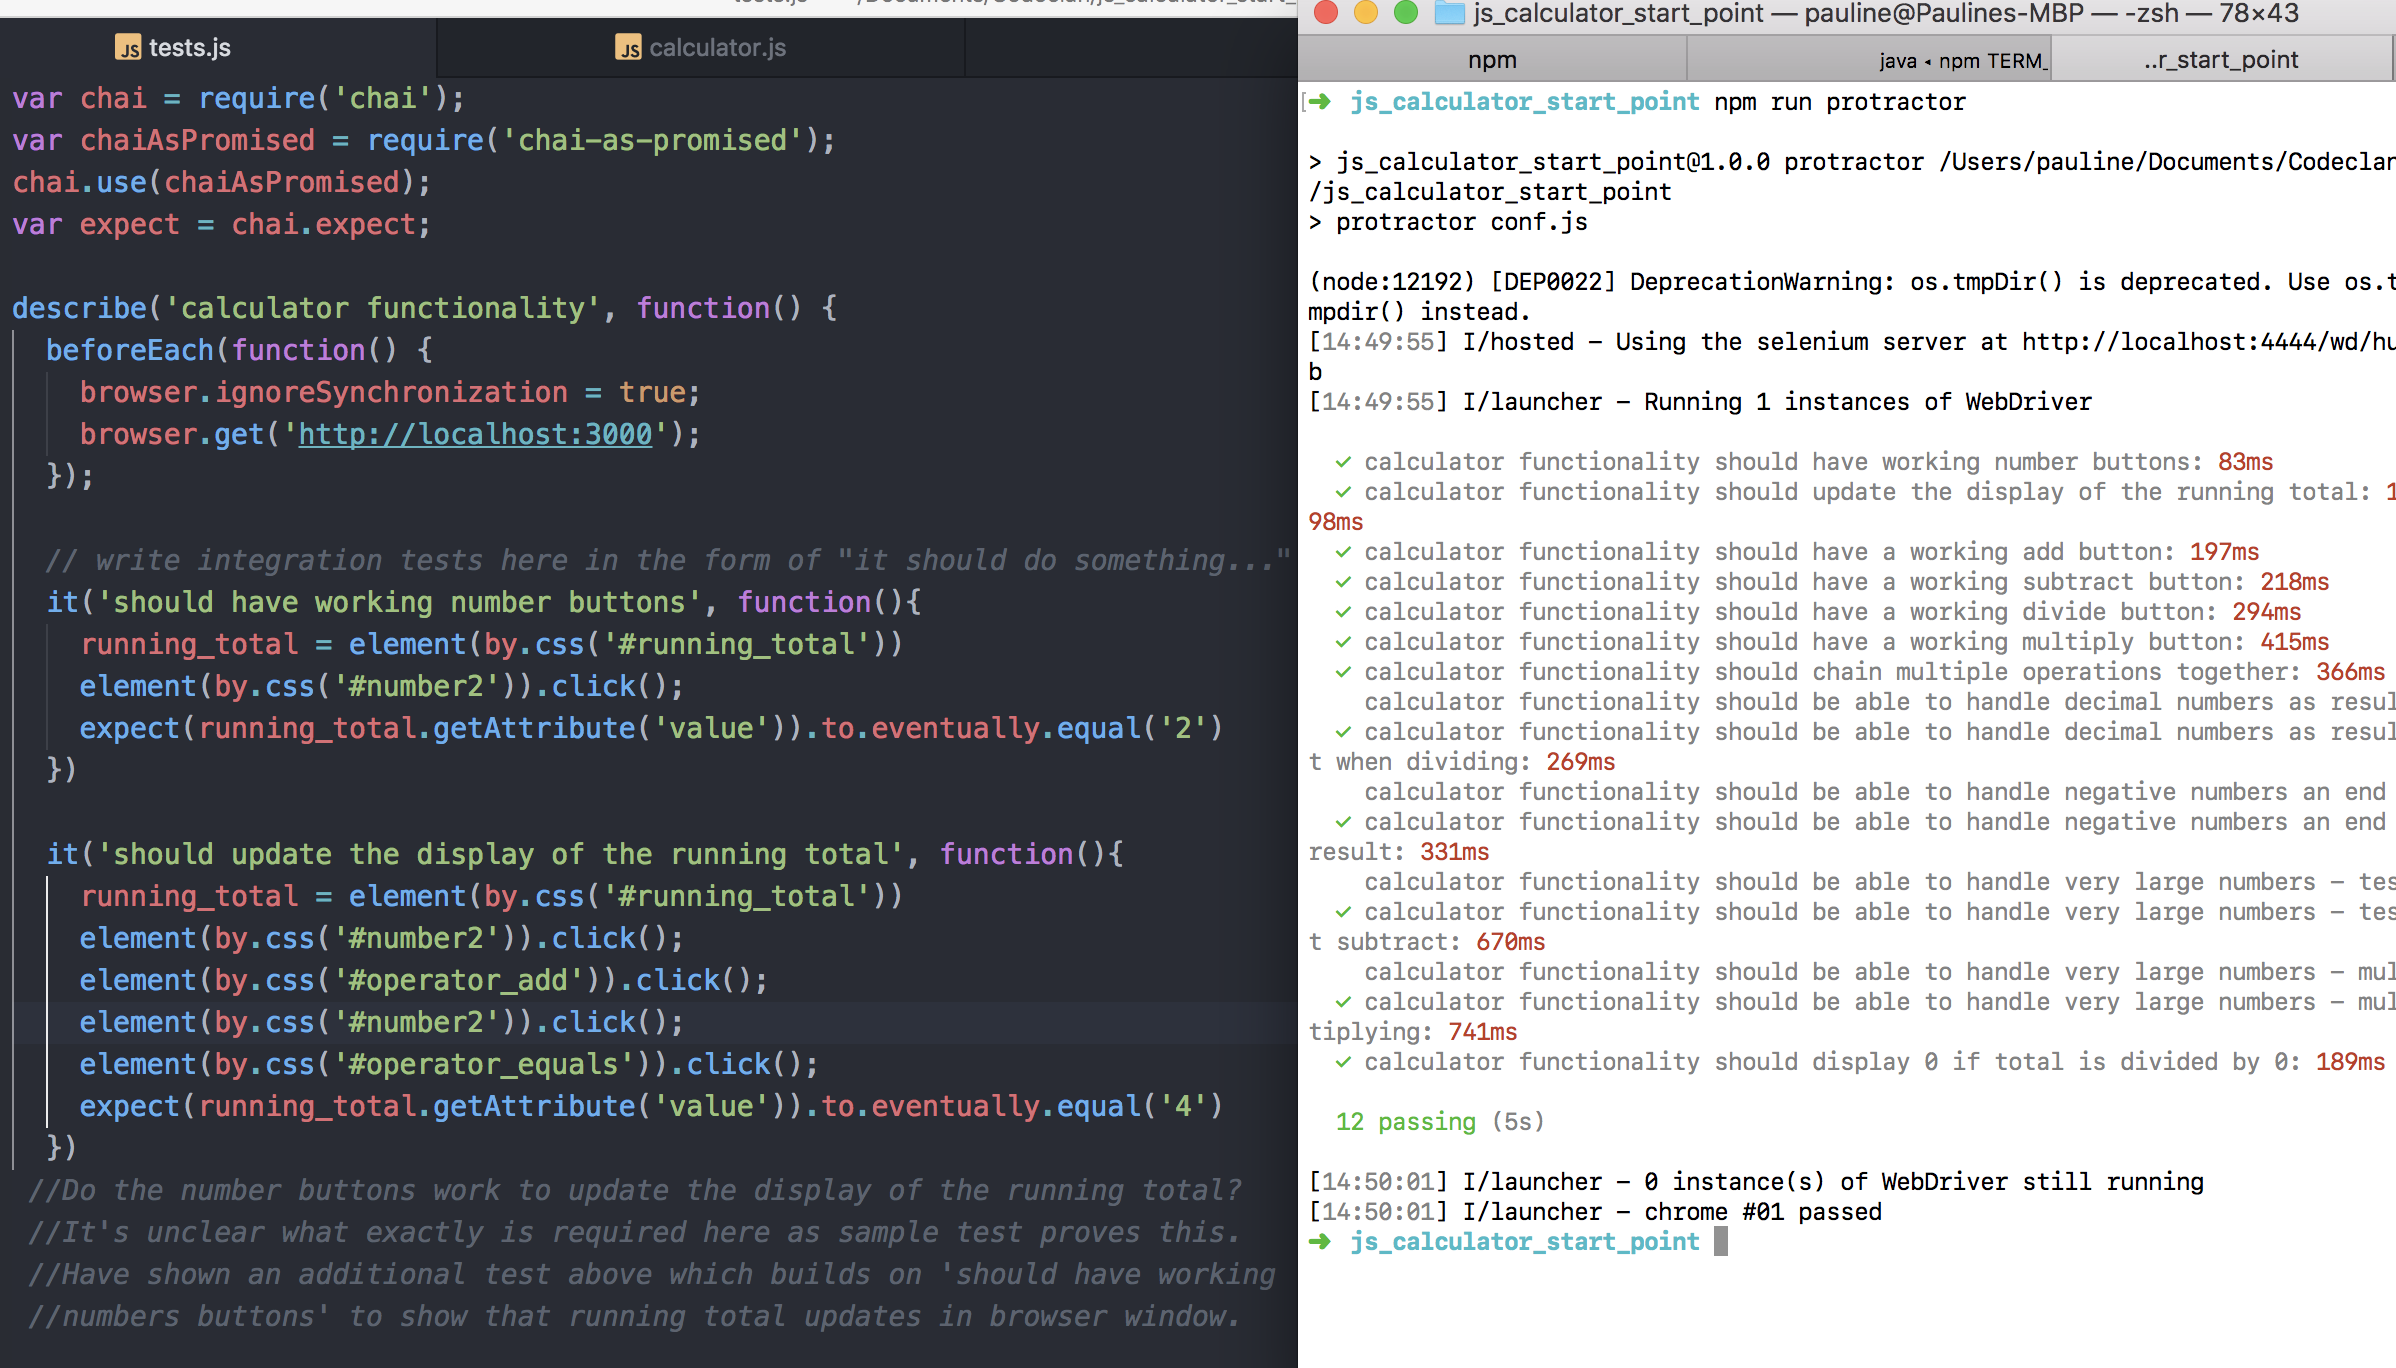 tests.js
calculator.js
var chai = require('chai');
var chaiAsPromised = require('chai-as-promised');
chai.use(chaiAsPromised);
var expect = chai.expect;
describe('calculator functionality', function() {
beforeEach(function() {
browser.ignoreSynchronization = true;
browser.get('http://localhost:3000');
});
// write integration tests here in the form of "it should do something..."
it('should have working number buttons', function(){
running_total = element(by.css('#running_total'))
element(by.css('#number2')).click();
expect(running_total.getAttribute('value')).to.eventually.equal('2')
})
it('should update the display of the running total', function(){
running_total = element(by.css('#running_total'))
element(by.css('#number2')).click();
element(by.css('#operator_add')).click();
element(by.css('#number2')).click();
element(by.css('#operator_equals')).click();
expect(running_total.getAttribute('value')).to.eventually.equal('4')
})
//Do the number buttons work to update the display of the running total?
//It's unclear what exactly is required here as sample test proves this.
//Have shown an additional test above which builds on 'should have working
//numbers buttons' to show that running total updates in browser window.
js_calculator_start_point — pauline@Paulines-MBP — -zsh — 78×43
npm
java ◂ npm TERM_
..r_start_point
[➜ js_calculator_start_point npm run protractor
> js_calculator_start_point@1.0.0 protractor /Users/pauline/Documents/Codeclan
/js_calculator_start_point
> protractor conf.js
(node:12192) [DEP0022] DeprecationWarning: os.tmpDir() is deprecated. Use os.t
mpdir() instead.
[14:49:55] I/hosted – Using the selenium server at http://localhost:4444/wd/hu
b
[14:49:55] I/launcher – Running 1 instances of WebDriver
✓ calculator functionality should have working number buttons: 83ms
✓ calculator functionality should update the display of the running total: 1
98ms
✓ calculator functionality should have a working add button: 197ms
✓ calculator functionality should have a working subtract button: 218ms
✓ calculator functionality should have a working divide button: 294ms
✓ calculator functionality should have a working multiply button: 415ms
✓ calculator functionality should chain multiple operations together: 366ms
calculator functionality should be able to handle decimal numbers as resul
✓ calculator functionality should be able to handle decimal numbers as resul
t when dividing: 269ms
calculator functionality should be able to handle negative numbers an end
✓ calculator functionality should be able to handle negative numbers an end
result: 331ms
calculator functionality should be able to handle very large numbers – tes
✓ calculator functionality should be able to handle very large numbers – tes
t subtract: 670ms
calculator functionality should be able to handle very large numbers – mul
✓ calculator functionality should be able to handle very large numbers – mul
tiplying: 741ms
✓ calculator functionality should display 0 if total is divided by 0: 189ms
12 passing (5s)
[14:50:01] I/launcher – 0 instance(s) of WebDriver still running
[14:50:01] I/launcher – chrome #01 passed
➜ js_calculator_start_point